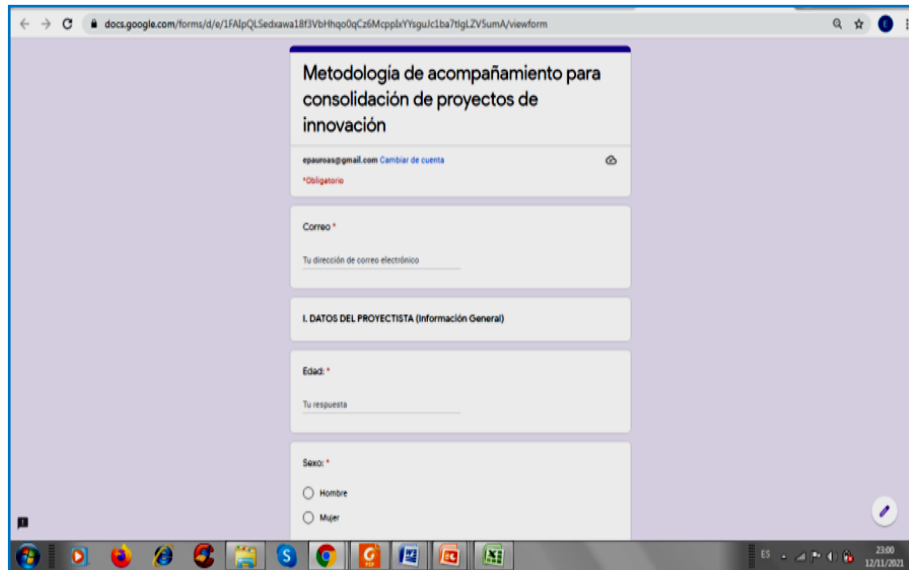 docs.google.com/forms/d/e/1FAIpQLSedxawa18f3VbHhqo0qCz6McpplxYYsguJc1ba7tlgLZV5umA/viewform
E
Metodología de acompañamiento para
consolidación de proyectos de
innovación
epauroas@gmail.com Cambiar de cuenta
*Obligatorio
Correo *
Tu dirección de correo electrónico
I. DATOS DEL PROYECTISTA (Información General)
Edad: *
Tu respuesta
Sexo: *
Hombre
Mujer
ES
23:00
12/11/2021